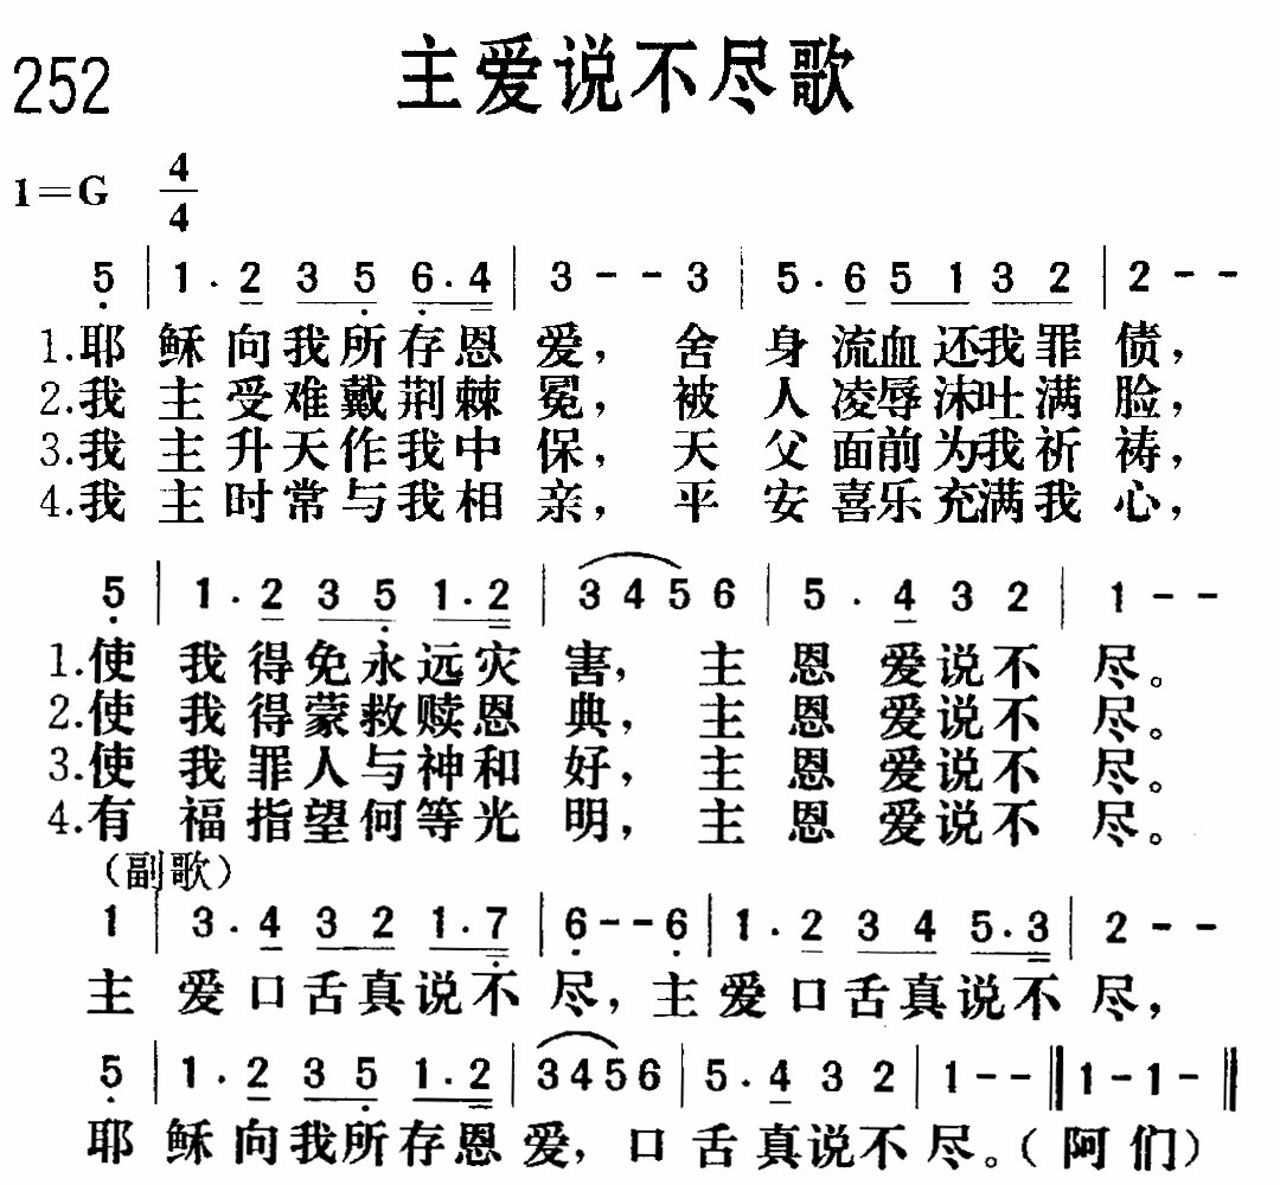 252
主爱说不尽歌
1=G 4/4
5 | 1 . 2 3 5 6 . 4 | 3 - - 3 | 5 . 6 5 1 3 2 | 2 - -
1.耶 稣向我所存恩 爱， 舍 身 流血还我罪 债，
2.我 主受难戴荆棘 冕， 被 人 凌辱沫吐满 脸，
3.我 主升天作我中 保， 天 父 面前为我祈 祷，
4.我 主时常与我相 亲， 平 安 喜乐充满我 心，
5 | 1 . 2 3 5 1 . 2 | 3 4 5 6 | 5 . 4 3 2 | 1 - -
1.使 我得免永远灾 害， 主 恩 爱说不 尽。
2.使 我得蒙救赎恩 典， 主 恩 爱说不 尽。
3.使 我罪人与神和 好， 主 恩 爱说不 尽。
4.有 福指望何等光 明， 主 恩 爱说不 尽。
（副歌）
1 | 3 . 4 3 2 1 . 7 | 6 - - 6 | 1 . 2 3 4 5 . 3 | 2 - -
主 爱口舌真说不 尽，主 爱口舌真说不 尽，
5 | 1 . 2 3 5 1 . 2 | 3 4 5 6 | 5 . 4 3 2 | 1 - - ‖ 1 - 1 - ‖
耶 稣向我所存恩 爱， 口 舌真说不 尽。（阿们）